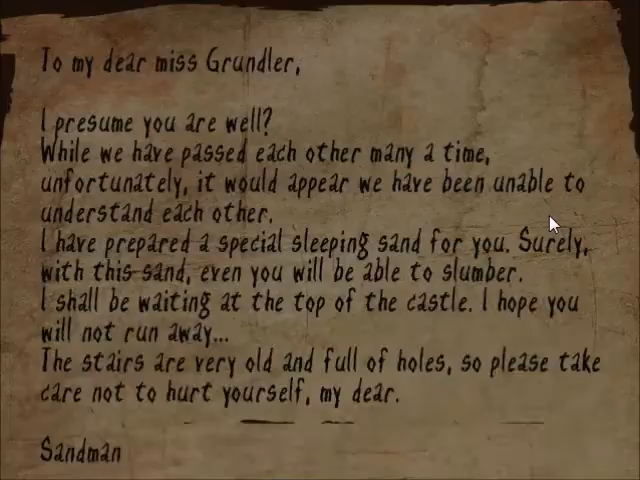 To my dear miss Grundler,
I presume you are well?
While we have passed each other many a time,
unfortunately, it would appear we have been unable to
understand each other.
I have prepared a special sleeping sand for you. Surely,
with this sand, even you will be able to slumber.
I shall be waiting at the top of the castle. I hope you
will not run away...
The stairs are very old and full of holes, so please take
care not to hurt yourself, my dear.
Sandman